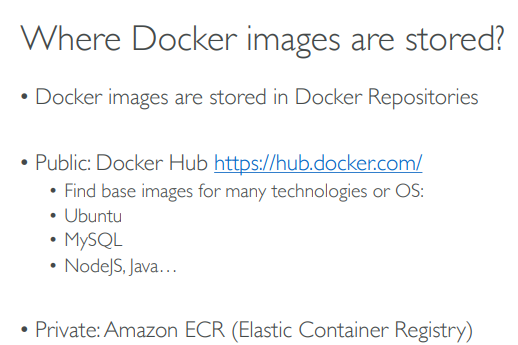 Where Docker images are stored?
• Docker images are stored in Docker Repositories
• Public: Docker Hub https://hub.docker.com/
• Find base images for many technologies or OS:
• Ubuntu
• MySQL
• NodeJS, Java…
• Private: Amazon ECR (Elastic Container Registry)